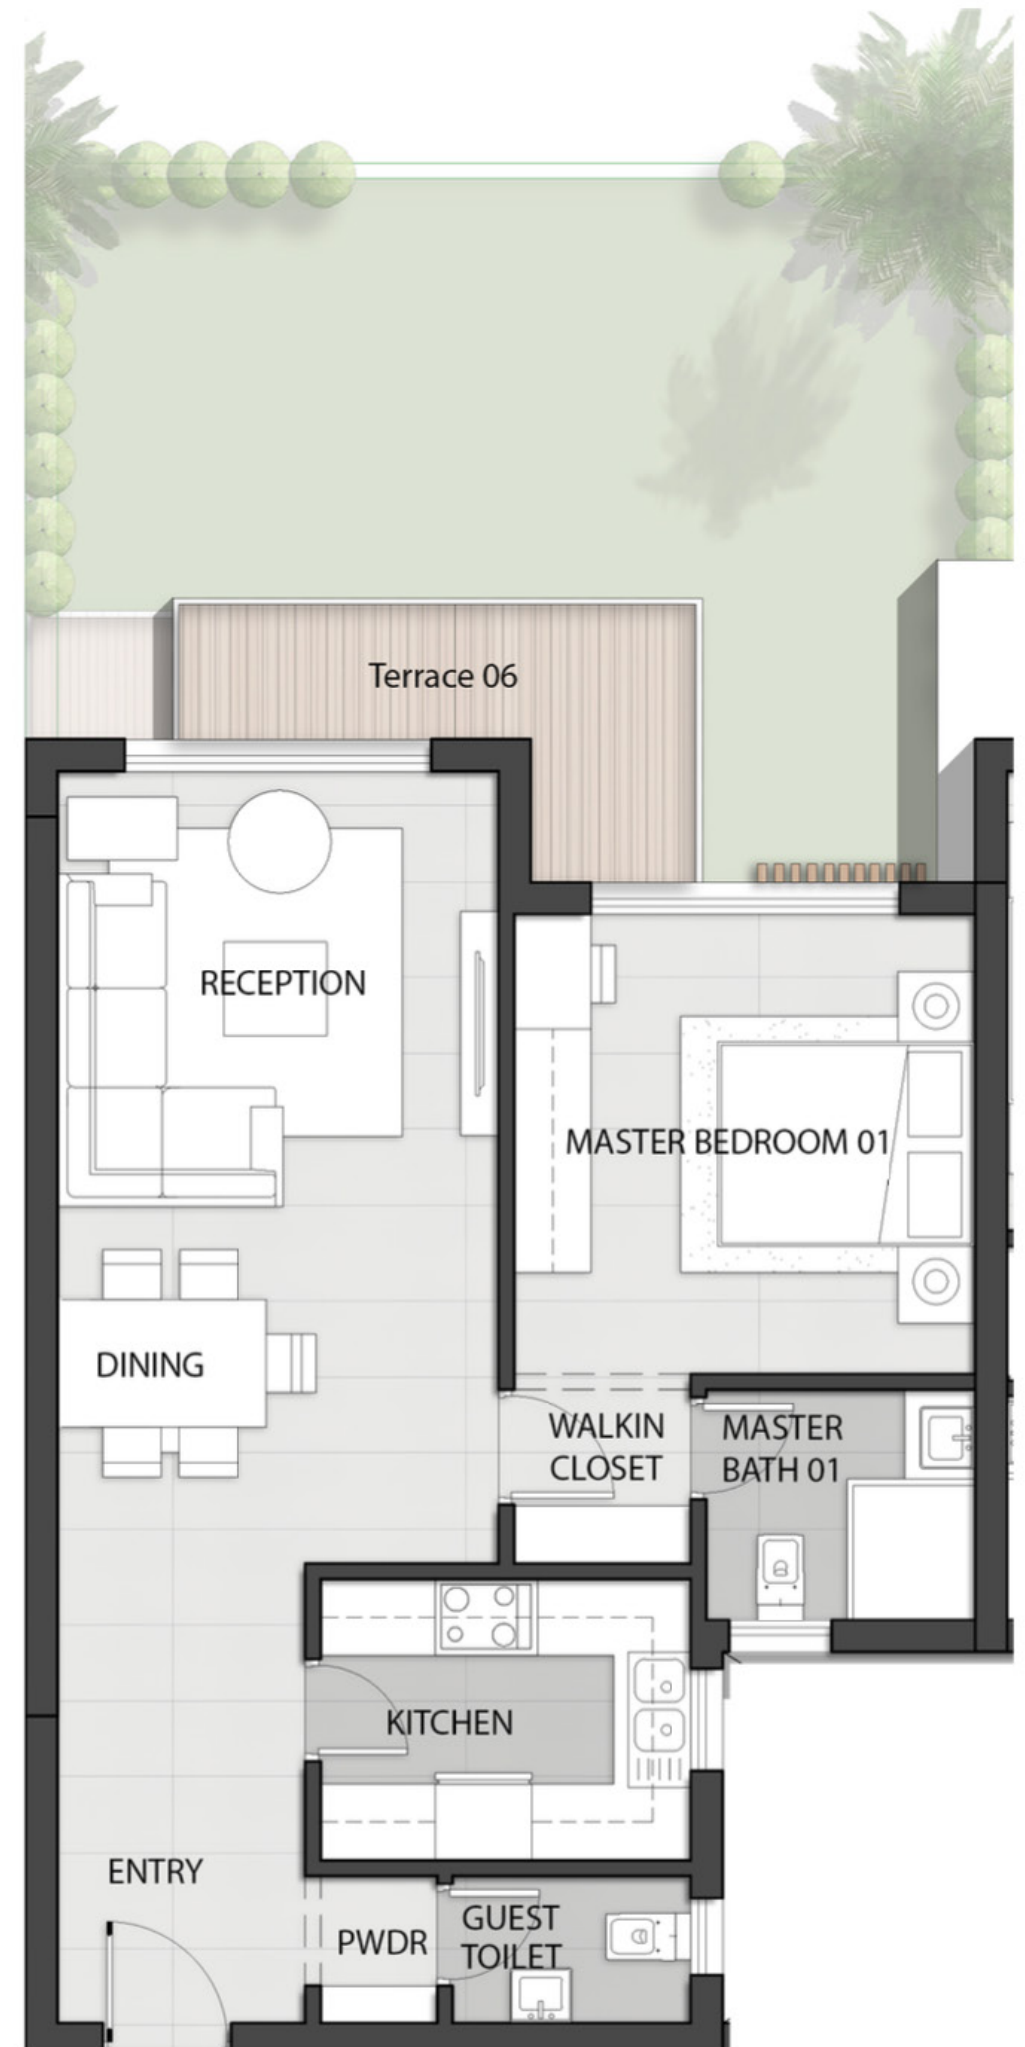 Terrace 06
RECEPTION
MASTER BEDROOM 01
DINING
WALKIN
CLOSET
MASTER
BATH 01
KITCHEN
ENTRY
PWDR
GUEST
TOILET